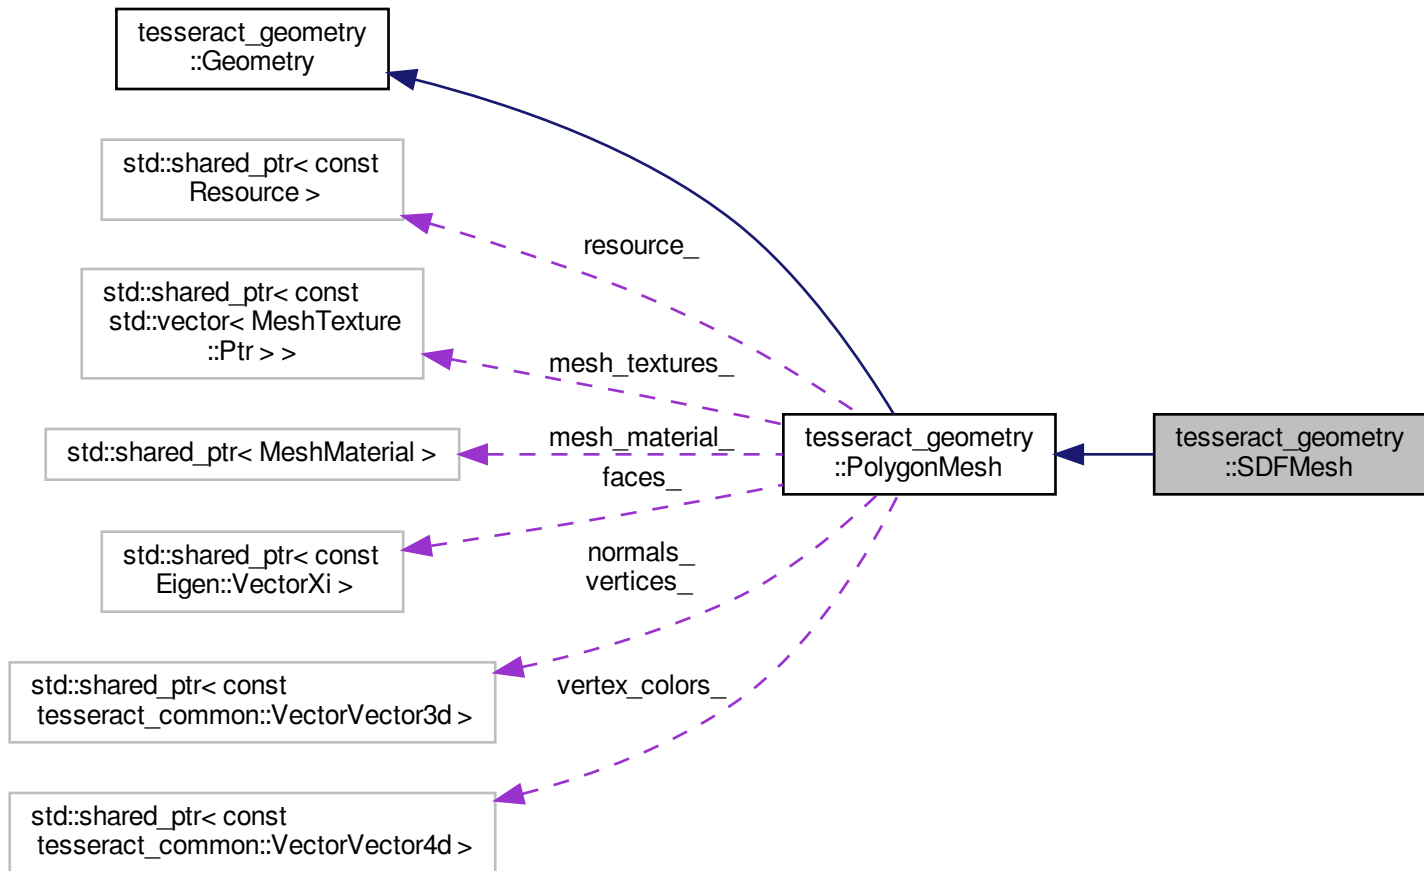 tesseract_geometry
::Geometry
std::shared_ptr< const
Resource >
resource_
std::shared_ptr< const
std::vector< MeshTexture
::Ptr > >
mesh_textures_
std::shared_ptr< MeshMaterial >
mesh_material_
tesseract_geometry
::PolygonMesh
tesseract_geometry
::SDFMesh
faces_
std::shared_ptr< const
Eigen::VectorXi >
normals_
vertices_
std::shared_ptr< const
tesseract_common::VectorVector3d >
vertex_colors_
std::shared_ptr< const
tesseract_common::VectorVector4d >